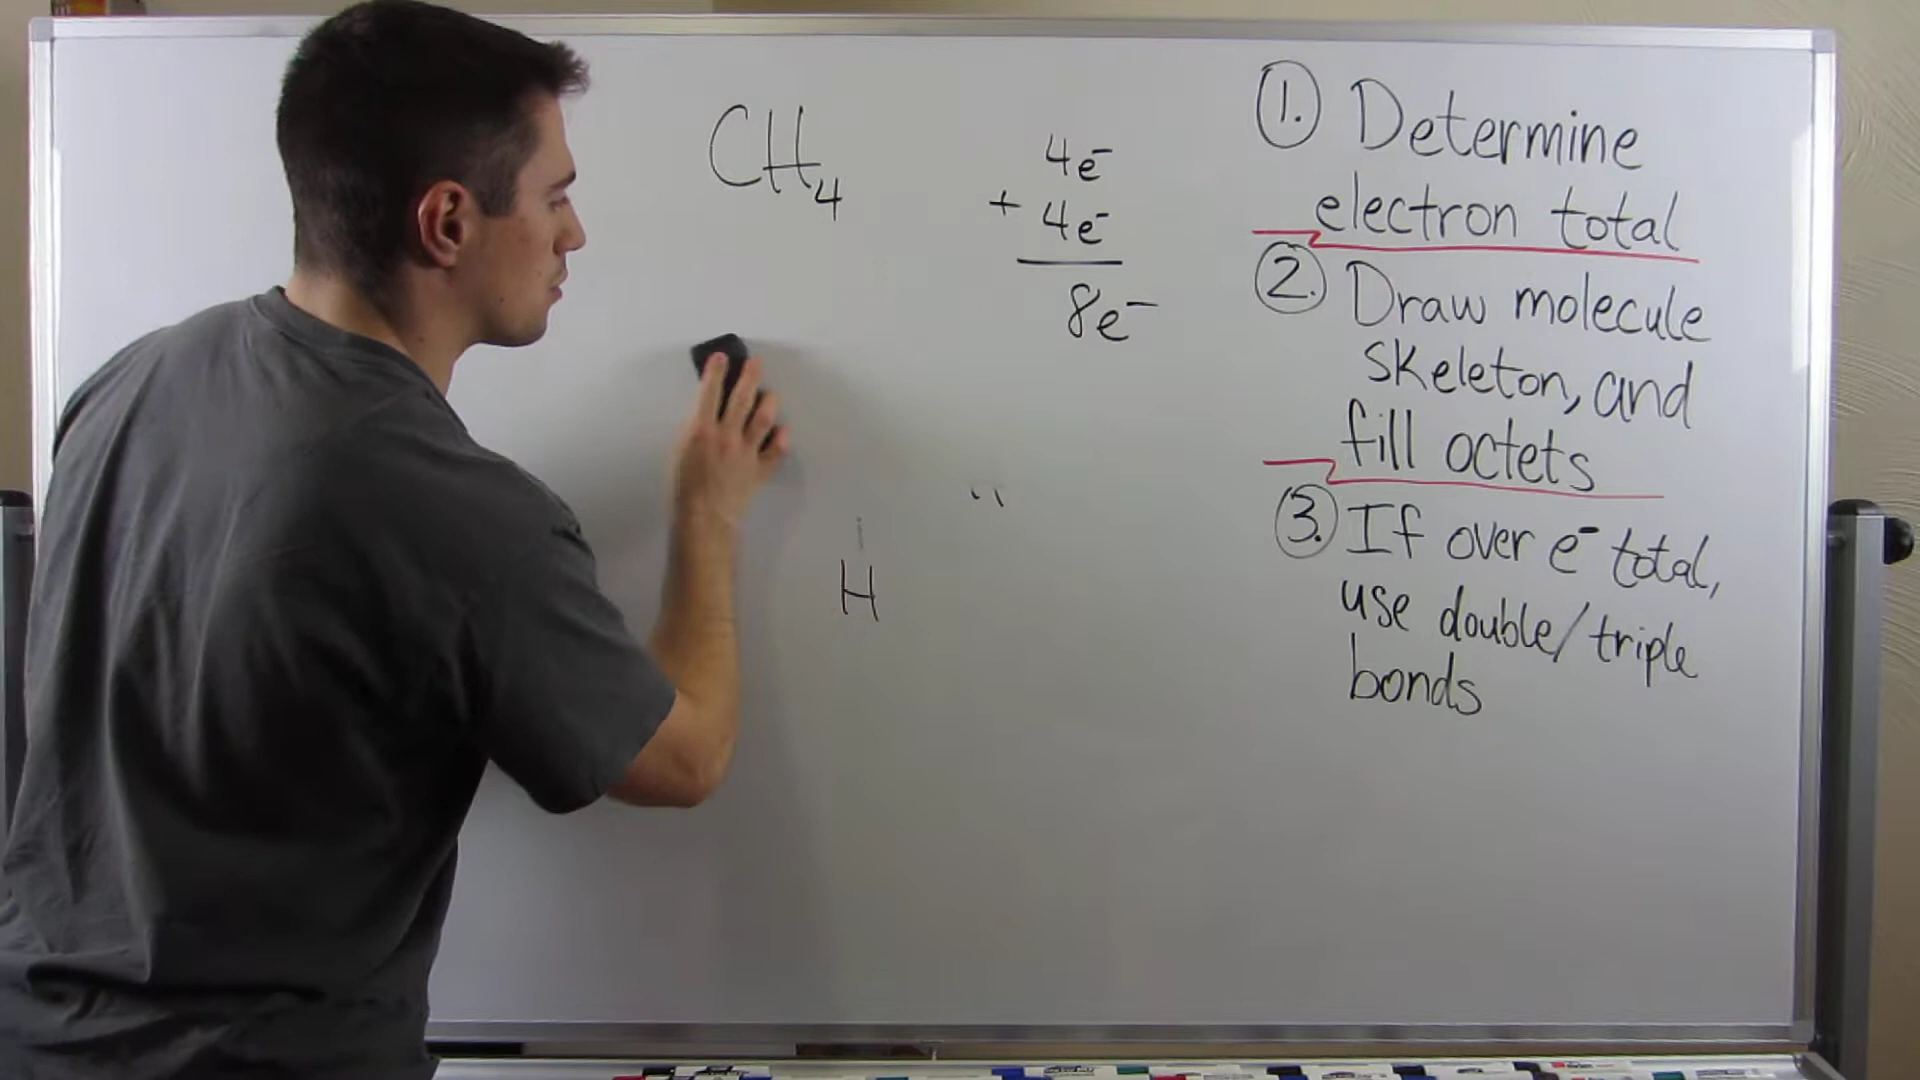 CH₄
4e⁻
+ 4e⁻
8e⁻
H
1. Determine
electron total
2. Draw molecule
skeleton, and
fill octets
3. If over e⁻ total,
use double/triple
bonds